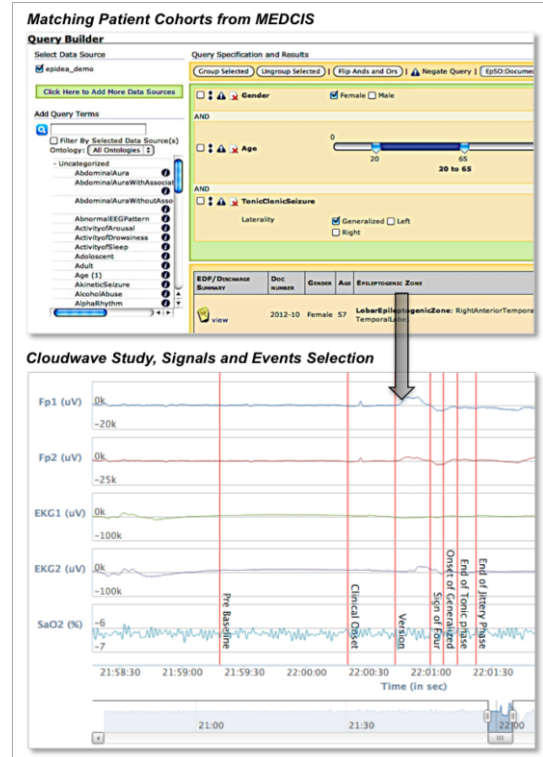 Matching Patient Cohorts from MEDCIS
Query Builder
Select Data Source
epidea_demo
Click Here to Add More Data Sources
Add Query Terms
Filter By Selected Data Source(s)
Ontology: All Ontologies
- Uncategorized
AbdominalAura
AbdominalAuraWithAssociat
AbdominalAuraWithoutAsso
AbnormalEEGPattern
ActivityofArousal
ActivityofDrowsiness
ActivityofSleep
Adoloscent
Adult
Age (1)
AkineticSeizure
AlcoholAbuse
AlphaRhythm
Query Specification and Results
Group Selected Ungroup Selected | Flip Ands and Ors | Negate Query | EpSO:Docume
Gender Female Male
AND
Age
0
20 65
20 to 65
AND
TonicClonicSeizure
Laterality Generalized Left
Right
EDF/Discharge Summary Doc number Gender Age Epileptogenic Zone
view 2012-10 Female 57 LobarEpileptogenicZone: RightAnteriorTempora
TemporalLobe
Cloudwave Study, Signals and Events Selection
Fp1 (uV) 0k
-20k
Fp2 (uV) 0k
-25k
EKG1 (uV) 0k
-100k
EKG2 (uV) 0k
-100k
SaO2 (%) -6
-7
Pre Baseline
Clinical Onset
Version
Sign of Four
Onset of Generalized
End of Tonic phase
End of Jittery Phase
21:58:30 21:59:00 21:59:30 22:00:00 22:00:30 22:01:00 22:01:30
Time (in sec)
21:00 21:30 22:00